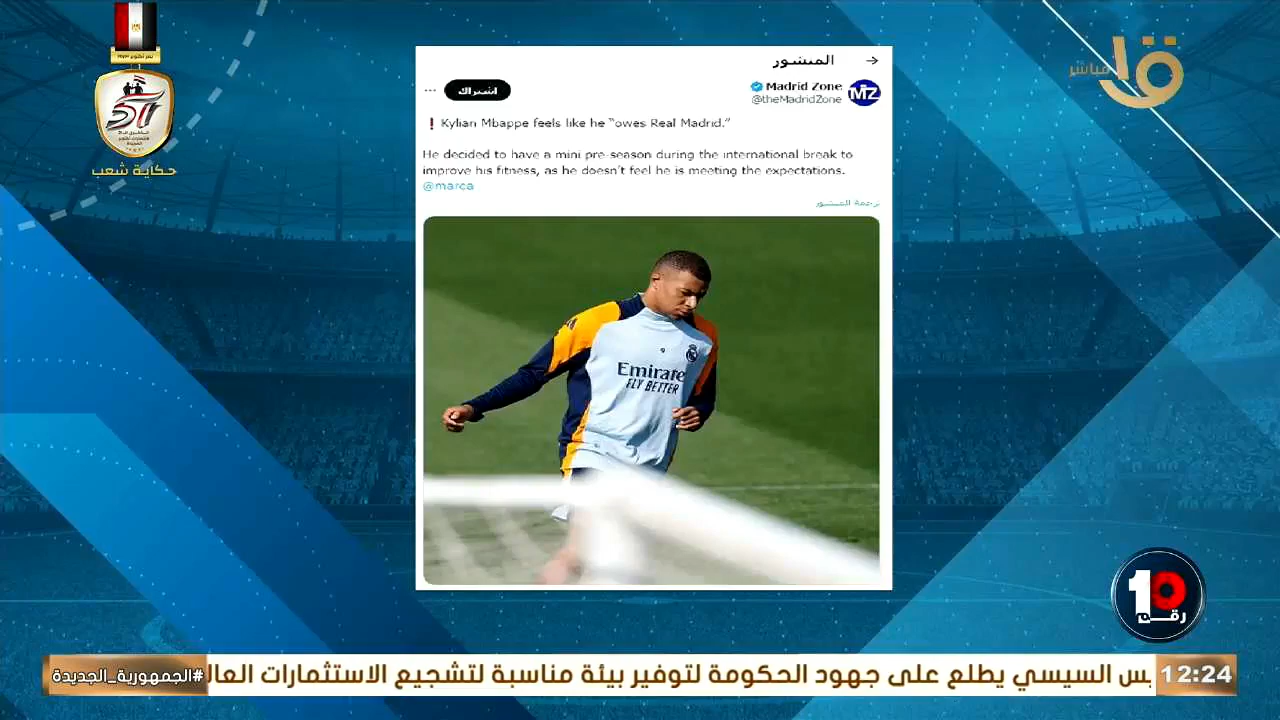 حكاية شعب
مباشر
المنشور
Madrid Zone
@theMadridZone
اشتراك
MZ
❗ Kylian Mbappe feels like he “owes Real Madrid.”
He decided to have a mini pre-season during the international break to
improve his fitness, as he doesn’t feel he is meeting the expectations.
@marca
ترجمة المنشور
Emirates
FLY BETTER
رقم 10
#الجمهورية_الجديدة
يس السيسي يطلع على جهود الحكومة لتوفير بيئة مناسبة لتشجيع الاستثمارات العال
12:24